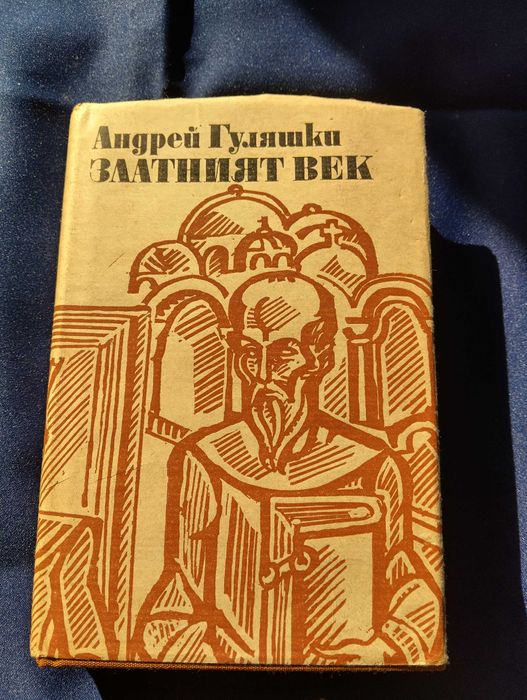 Андрей Гуляшки
ЗЛАТНИЯТ ВЕК